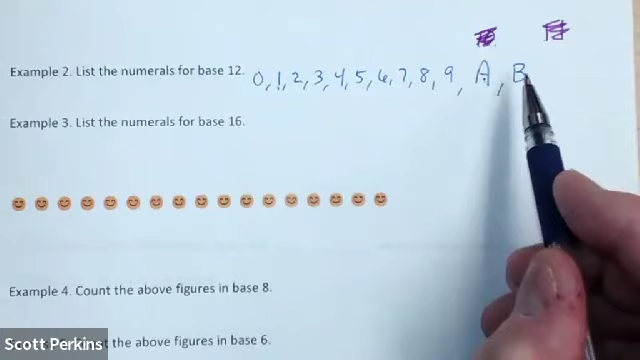 Example 2. List the numerals for base 12. 0, 1, 2, 3, 4, 5, 6, 7, 8, 9, A, B
Example 3. List the numerals for base 16.
Example 4. Count the above figures in base 8.
t the above figures in base 6.
Scott Perkins